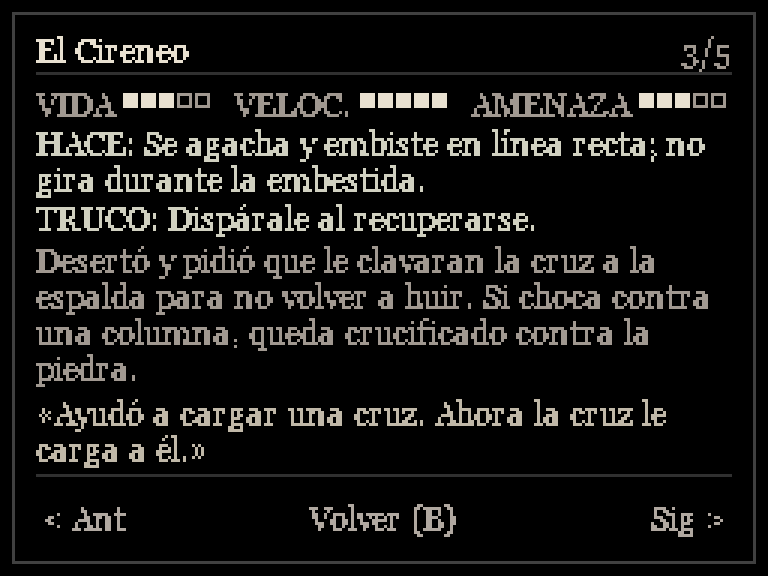 El Cireneo 3/5
VIDA VELOC. AMENAZA
HACE: Se agacha y embiste en línea recta; no
gira durante la embestida.
TRUCO: Dispárale al recuperarse.
Desertó y pidió que le clavaran la cruz a la
espalda para no volver a huir. Si choca contra
una columna, queda crucificado contra la
piedra.
«Ayudó a cargar una cruz. Ahora la cruz le
carga a él.»
< Ant Volver (B) Sig >